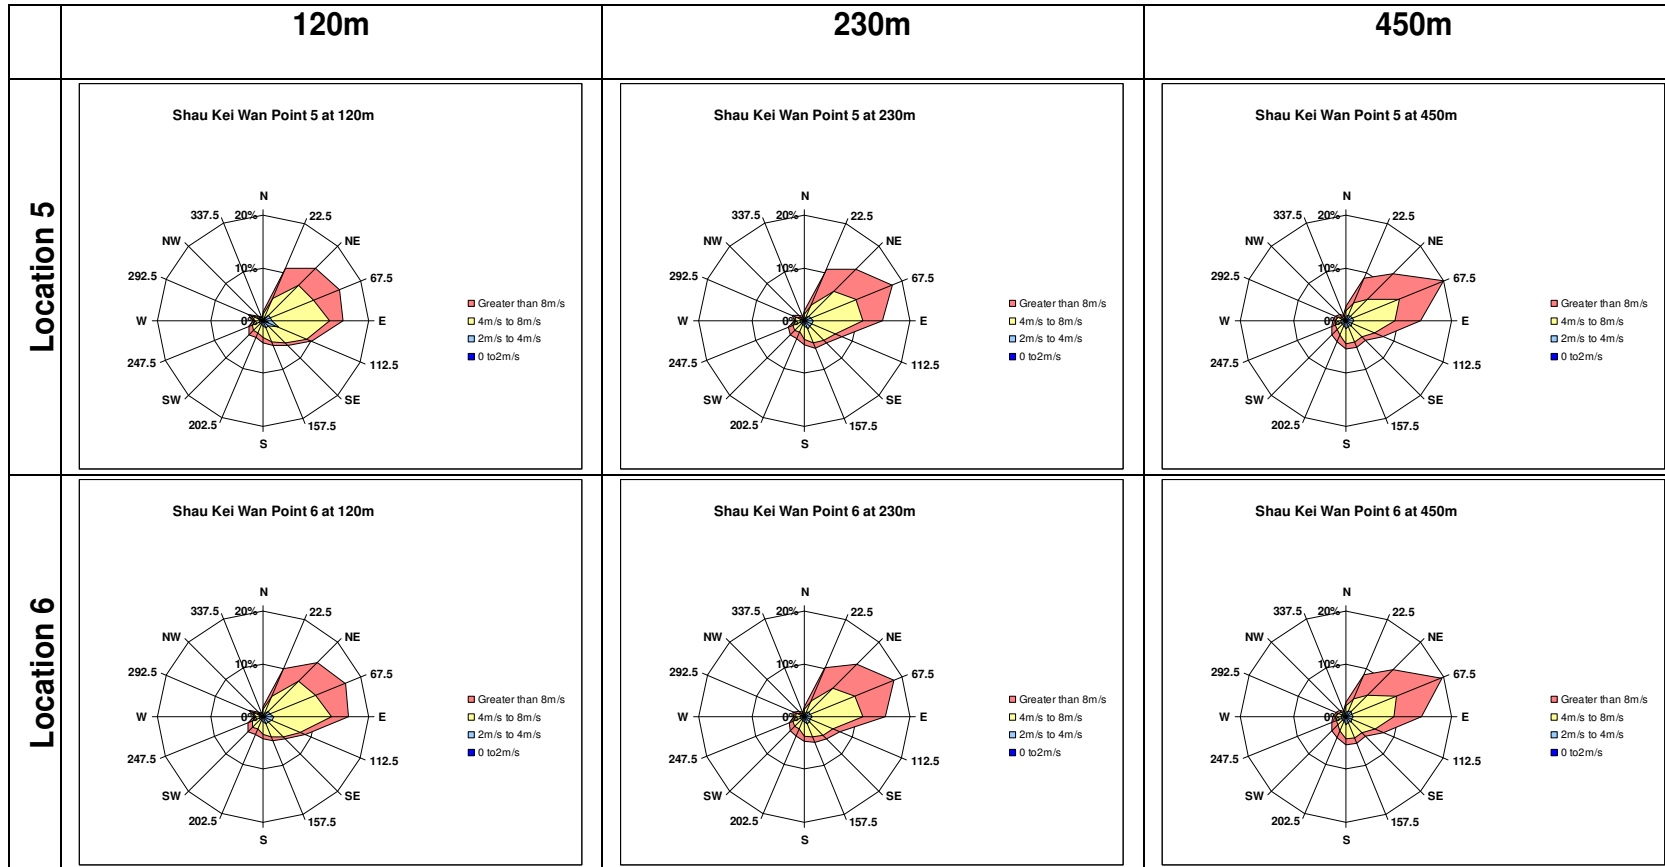 120m 230m 450m
Location 5
Shau Kei Wan Point 5 at 120m
N
337.5 20% 22.5
NW NE
292.5 10% 67.5
W 0% E
247.5 112.5
SW SE
202.5 157.5
S
Greater than 8m/s
4m/s to 8m/s
2m/s to 4m/s
0 to2m/s
Shau Kei Wan Point 5 at 230m
N
337.5 20% 22.5
NW NE
292.5 10% 67.5
W 0% E
247.5 112.5
SW SE
202.5 157.5
S
Greater than 8m/s
4m/s to 8m/s
2m/s to 4m/s
0 to2m/s
Shau Kei Wan Point 5 at 450m
N
337.5 20% 22.5
NW NE
292.5 10% 67.5
W 0% E
247.5 112.5
SW SE
202.5 157.5
S
Greater than 8m/s
4m/s to 8m/s
2m/s to 4m/s
0 to2m/s
Location 6
Shau Kei Wan Point 6 at 120m
N
337.5 20% 22.5
NW NE
292.5 10% 67.5
W 0% E
247.5 112.5
SW SE
202.5 157.5
S
Greater than 8m/s
4m/s to 8m/s
2m/s to 4m/s
0 to2m/s
Shau Kei Wan Point 6 at 230m
N
337.5 20% 22.5
NW NE
292.5 10% 67.5
W 0% E
247.5 112.5
SW SE
202.5 157.5
S
Greater than 8m/s
4m/s to 8m/s
2m/s to 4m/s
0 to2m/s
Shau Kei Wan Point 6 at 450m
N
337.5 20% 22.5
NW NE
292.5 10% 67.5
W 0% E
247.5 112.5
SW SE
202.5 157.5
S
Greater than 8m/s
4m/s to 8m/s
2m/s to 4m/s
0 to2m/s